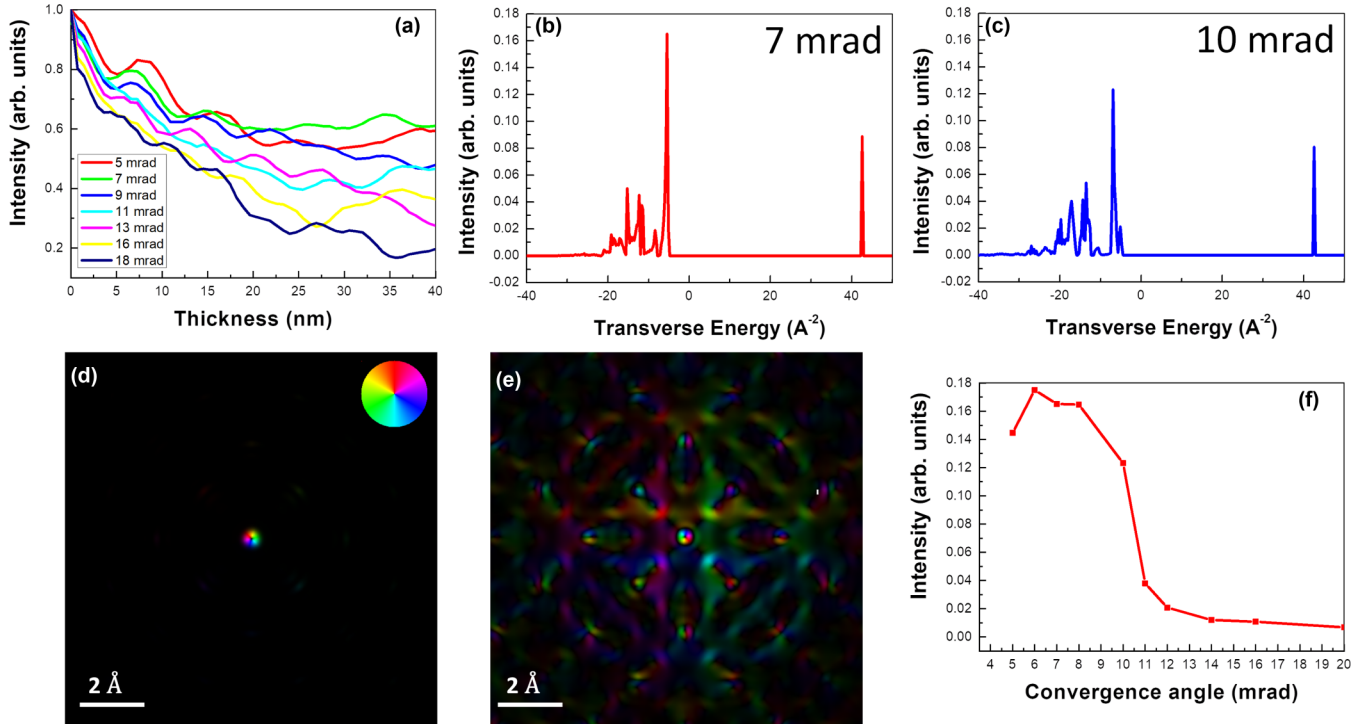 (a)
Intensity (arb. units)
1.0
0.8
0.6
0.4
0.2
5 mrad
7 mrad
9 mrad
11 mrad
13 mrad
16 mrad
18 mrad
0 5 10 15 20 25 30 35 40
Thickness (nm)
(b)
7 mrad
Intensity (arb. units)
0.18
0.16
0.14
0.12
0.10
0.08
0.06
0.04
0.02
0.00
-0.02
-40 -20 0 20 40
Transverse Energy (A-2)
(c)
10 mrad
Intenisty (arb. units)
0.18
0.16
0.14
0.12
0.10
0.08
0.06
0.04
0.02
0.00
-0.02
-40 -20 0 20 40
Transverse Energy (A-2)
(d)
2 Å
(e)
2 Å
(f)
Intensity (arb. units)
0.18
0.16
0.14
0.12
0.10
0.08
0.06
0.04
0.02
0.00
4 5 6 7 8 9 10 11 12 13 14 15 16 17 18 19 20
Convergence angle (mrad)